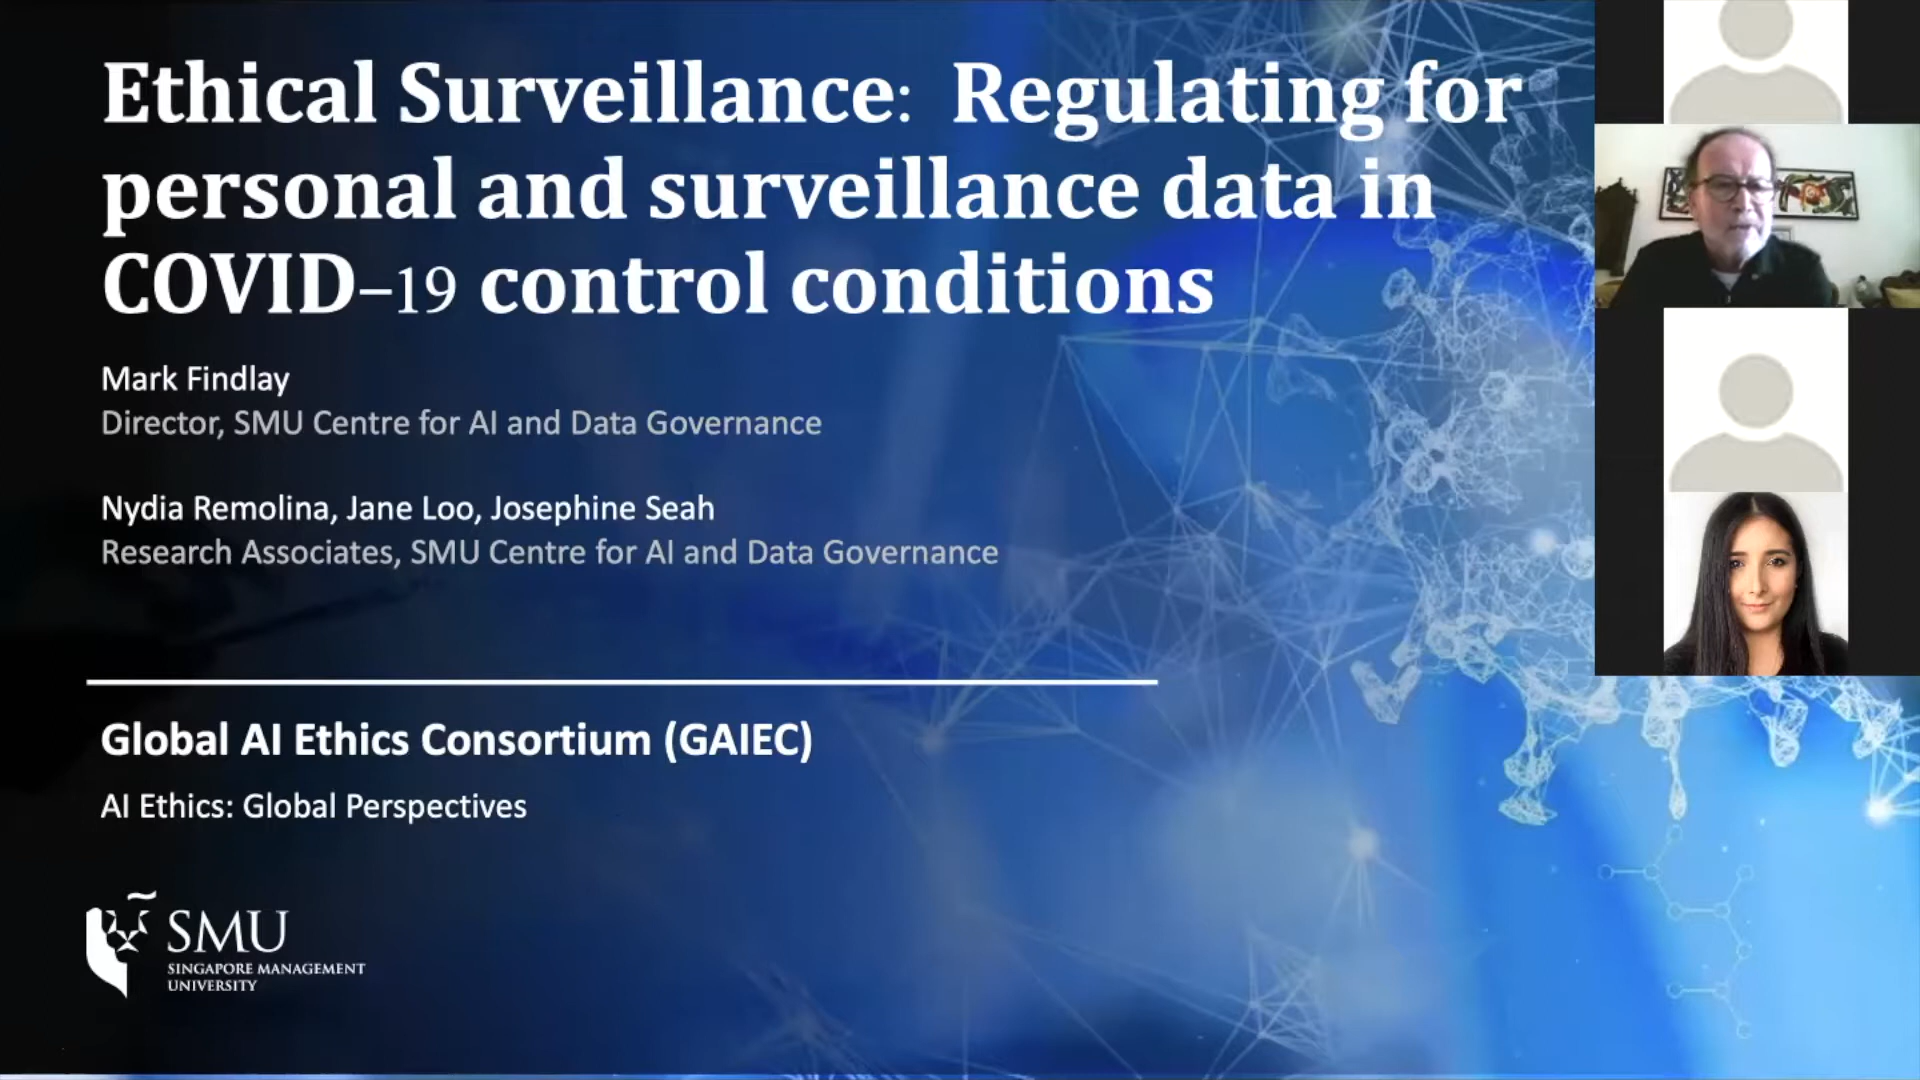 Ethical Surveillance:  Regulating for
personal and surveillance data in
COVID–19 control conditions
Mark Findlay
Director, SMU Centre for AI and Data Governance
Nydia Remolina, Jane Loo, Josephine Seah
Research Associates, SMU Centre for AI and Data Governance
Global AI Ethics Consortium (GAIEC)
AI Ethics: Global Perspectives
SMU
SINGAPORE MANAGEMENT
UNIVERSITY